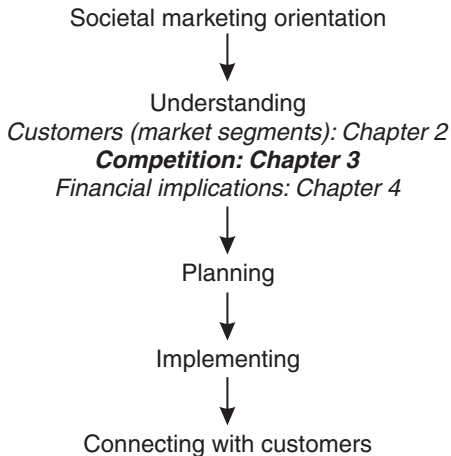 Societal marketing orientation
Understanding
Customers (market segments): Chapter 2
Competition: Chapter 3
Financial implications: Chapter 4
Planning
Implementing
Connecting with customers